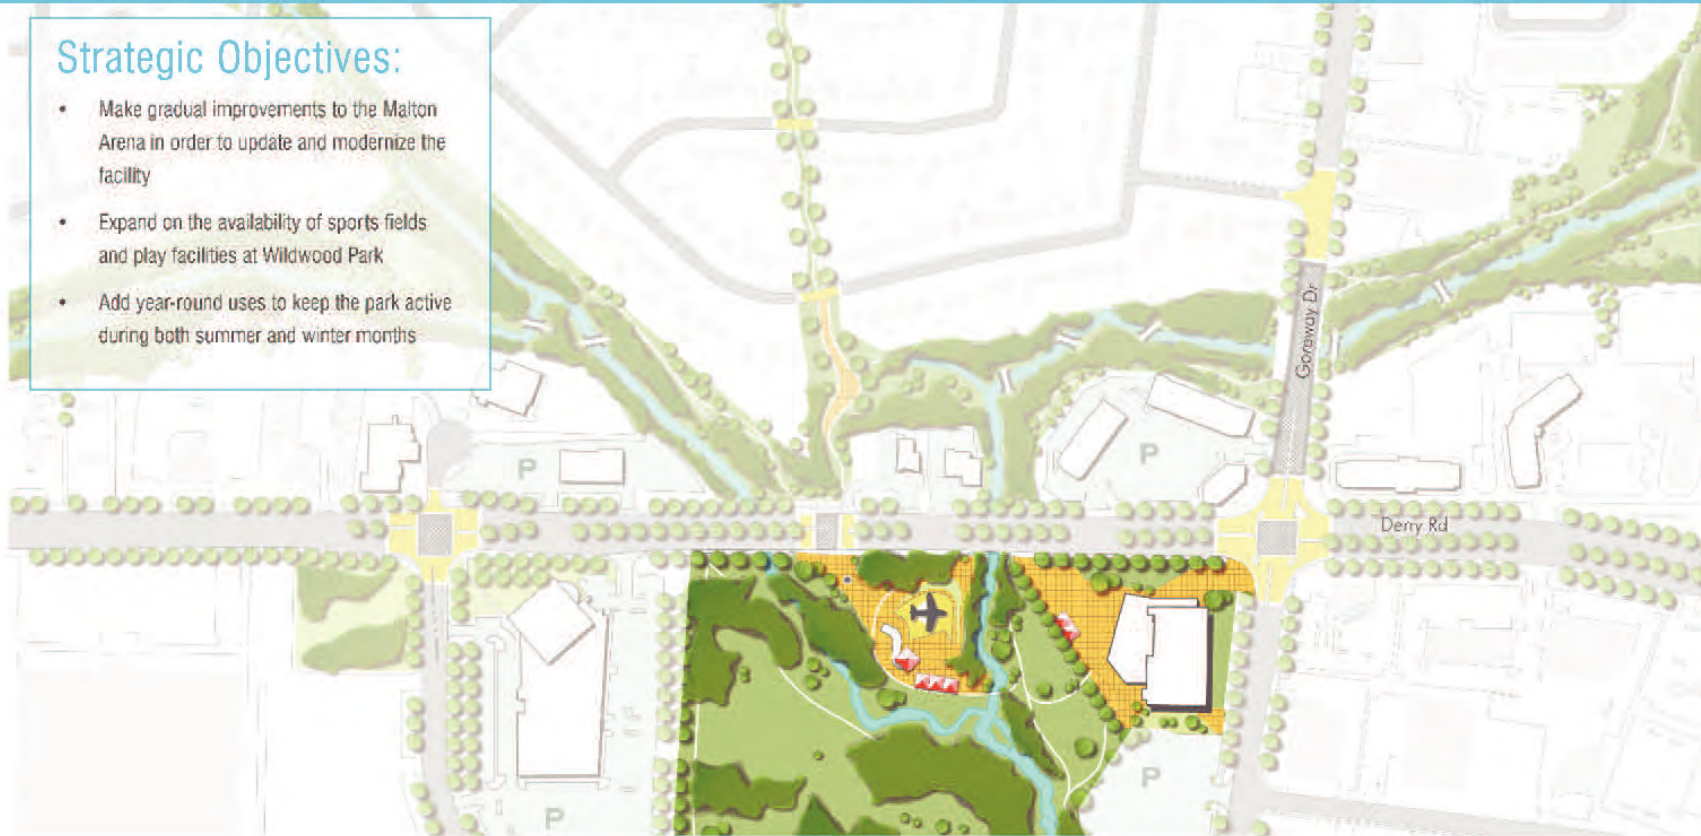 Strategic Objectives:
• Make gradual improvements to the Malton
Arena in order to update and modernize the
facility
• Expand on the availability of sports fields
and play facilities at Wildwood Park
• Add year-round uses to keep the park active
during both summer and winter months
Goreway Dr
P
P
Derry Rd
P
P